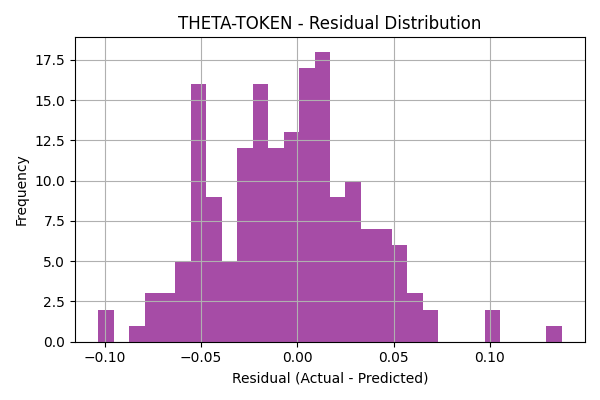 THETA-TOKEN - Residual Distribution
Frequency
17.5
15.0
12.5
10.0
7.5
5.0
2.5
0.0
−0.10 −0.05 0.00 0.05 0.10
Residual (Actual - Predicted)